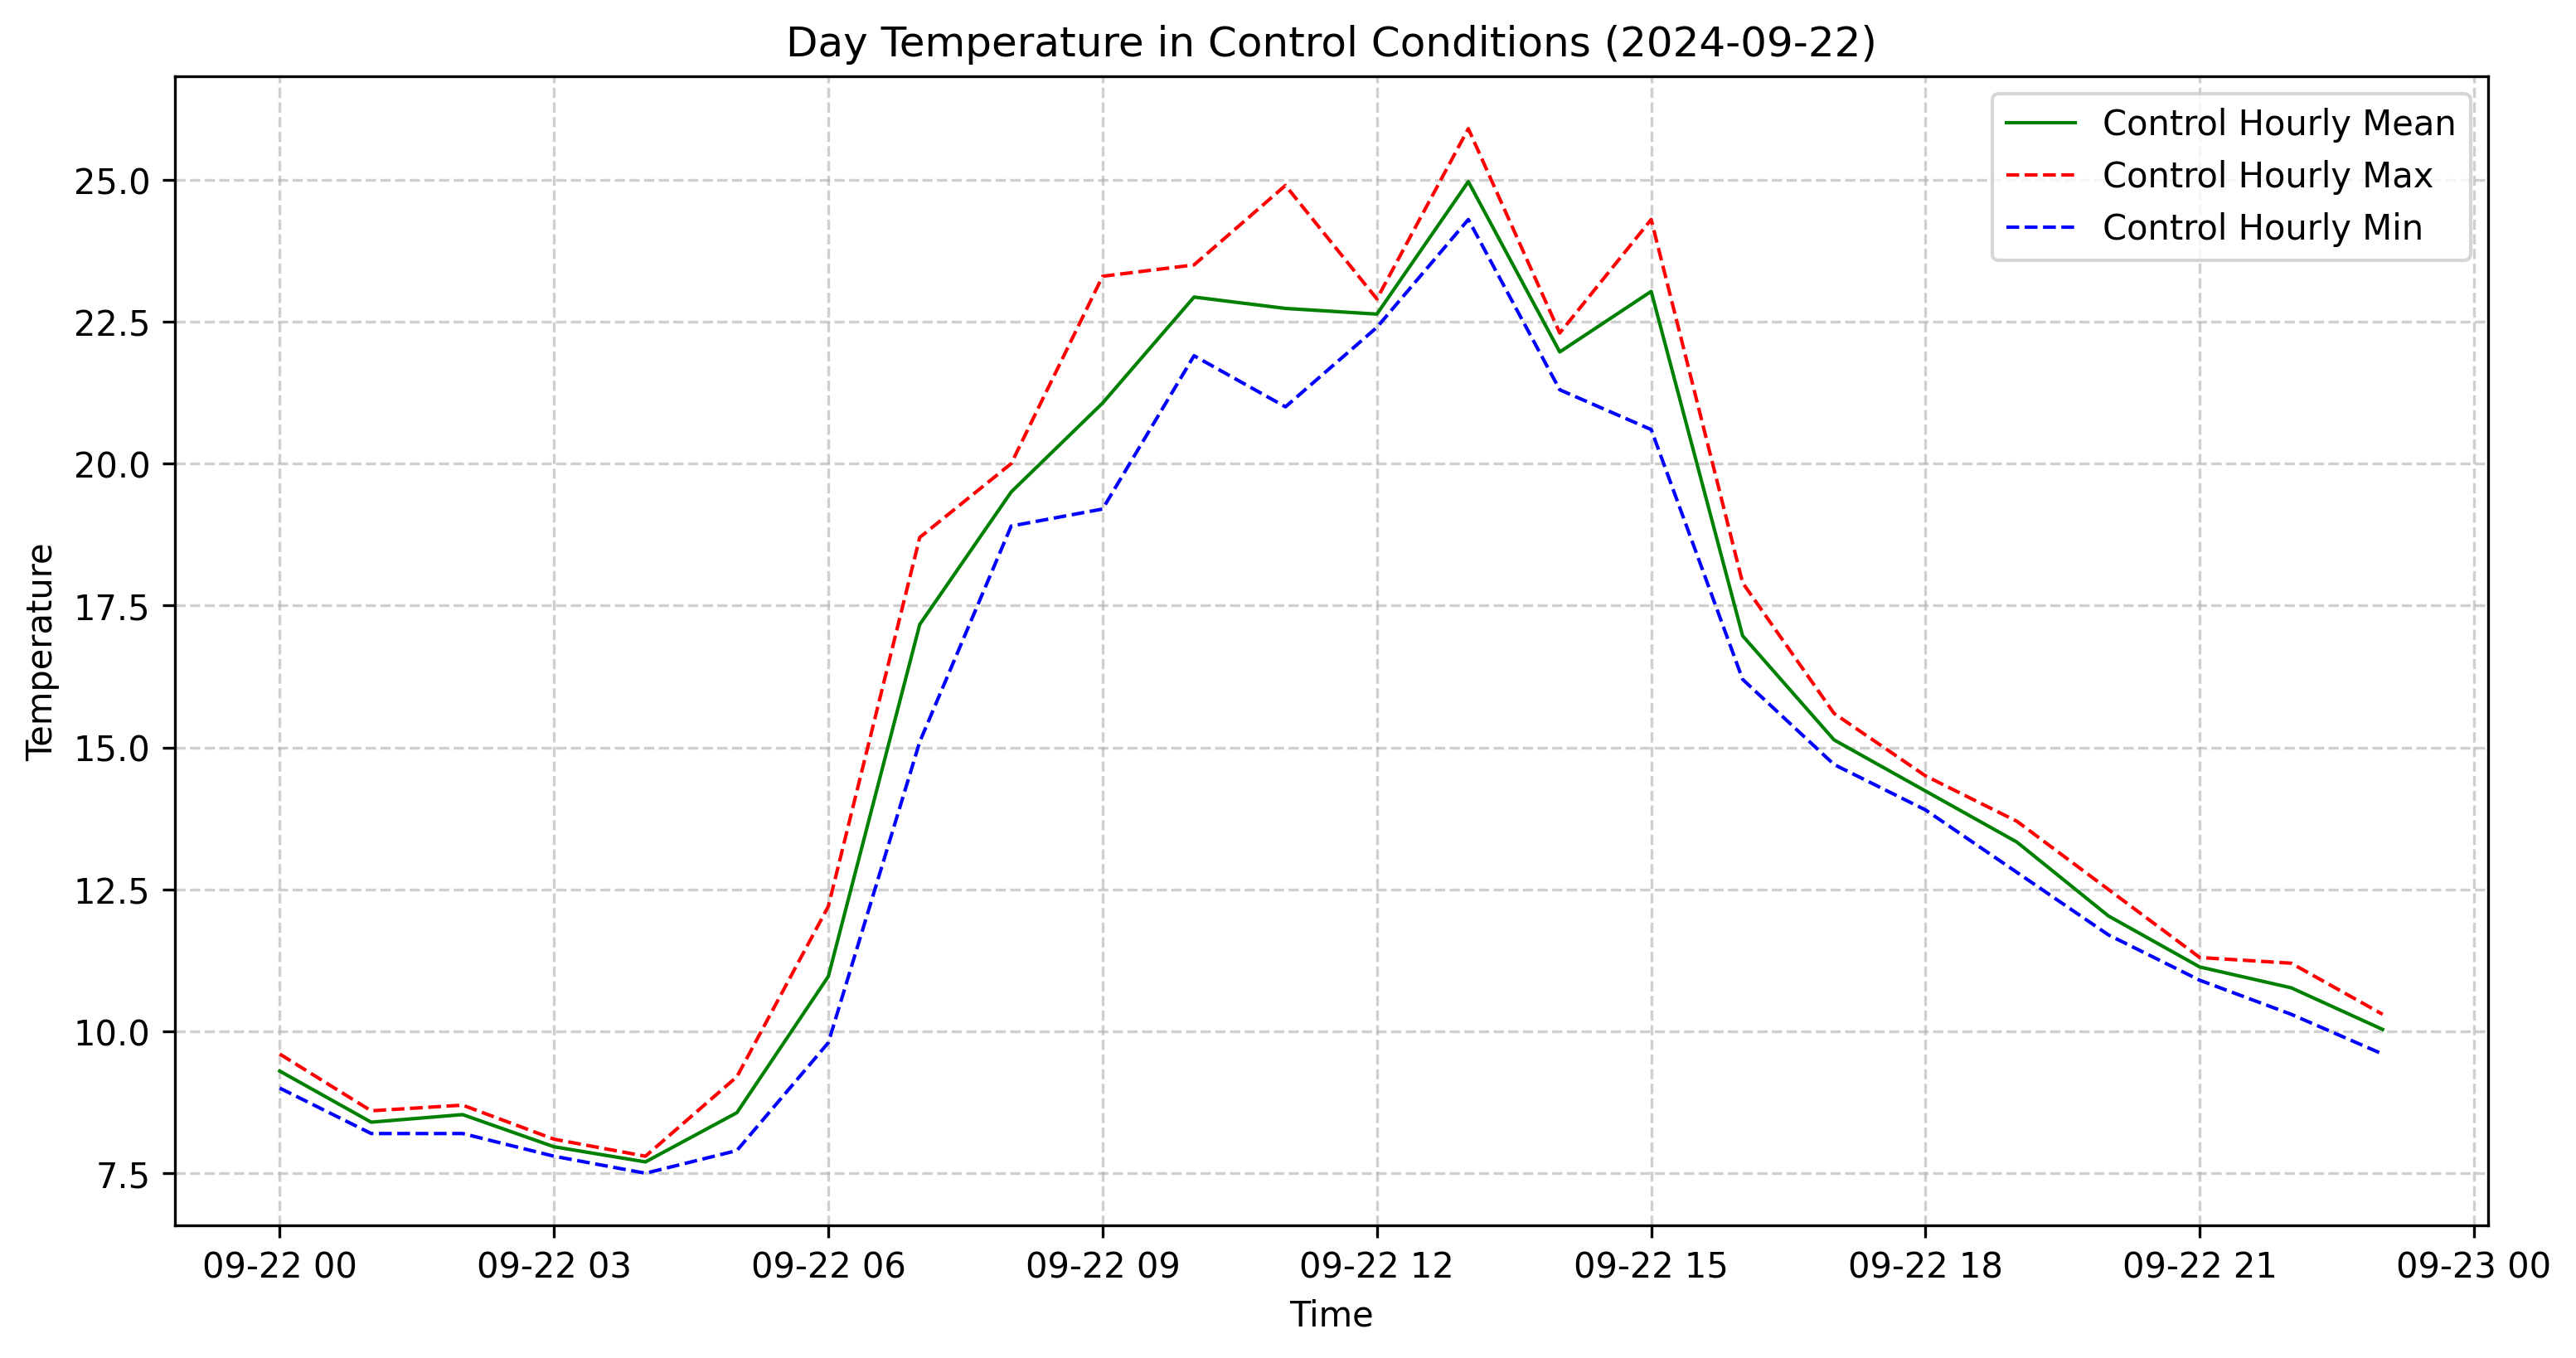 Day Temperature in Control Conditions (2024-09-22)
Control Hourly Mean
Control Hourly Max
Control Hourly Min
Temperature
25.0
22.5
20.0
17.5
15.0
12.5
10.0
7.5
09-22 00 09-22 03 09-22 06 09-22 09 09-22 12 09-22 15 09-22 18 09-22 21 09-23 00
Time